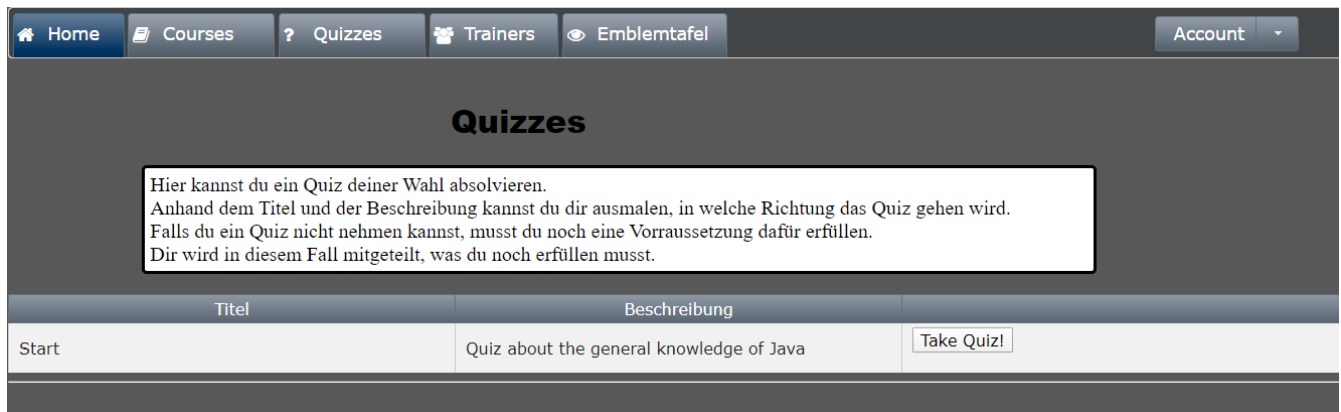 Home Courses ? Quizzes Trainers Emblemtafel Account
Quizzes
Hier kannst du ein Quiz deiner Wahl absolvieren.
Anhand dem Titel und der Beschreibung kannst du dir ausmalen, in welche Richtung das Quiz gehen wird.
Falls du ein Quiz nicht nehmen kannst, musst du noch eine Vorraussetzung dafür erfüllen.
Dir wird in diesem Fall mitgeteilt, was du noch erfüllen musst.
Titel Beschreibung
Start Quiz about the general knowledge of Java Take Quiz!